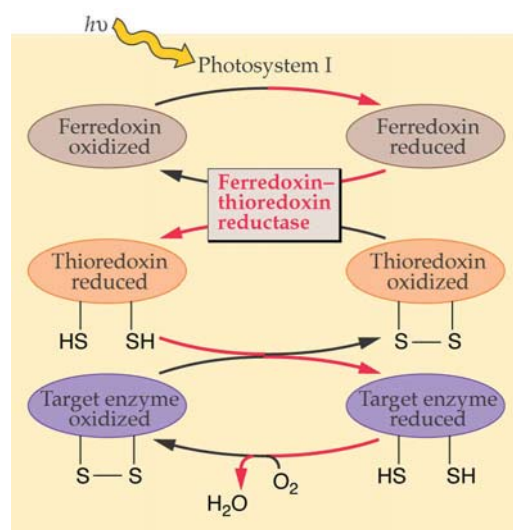 hυ
Photosystem I
Ferredoxin
oxidized
Ferredoxin
reduced
Ferredoxin–
thioredoxin
reductase
Thioredoxin
reduced
Thioredoxin
oxidized
HS SH
S — S
Target enzyme
oxidized
Target enzyme
reduced
S — S
HS SH
O₂
H₂O